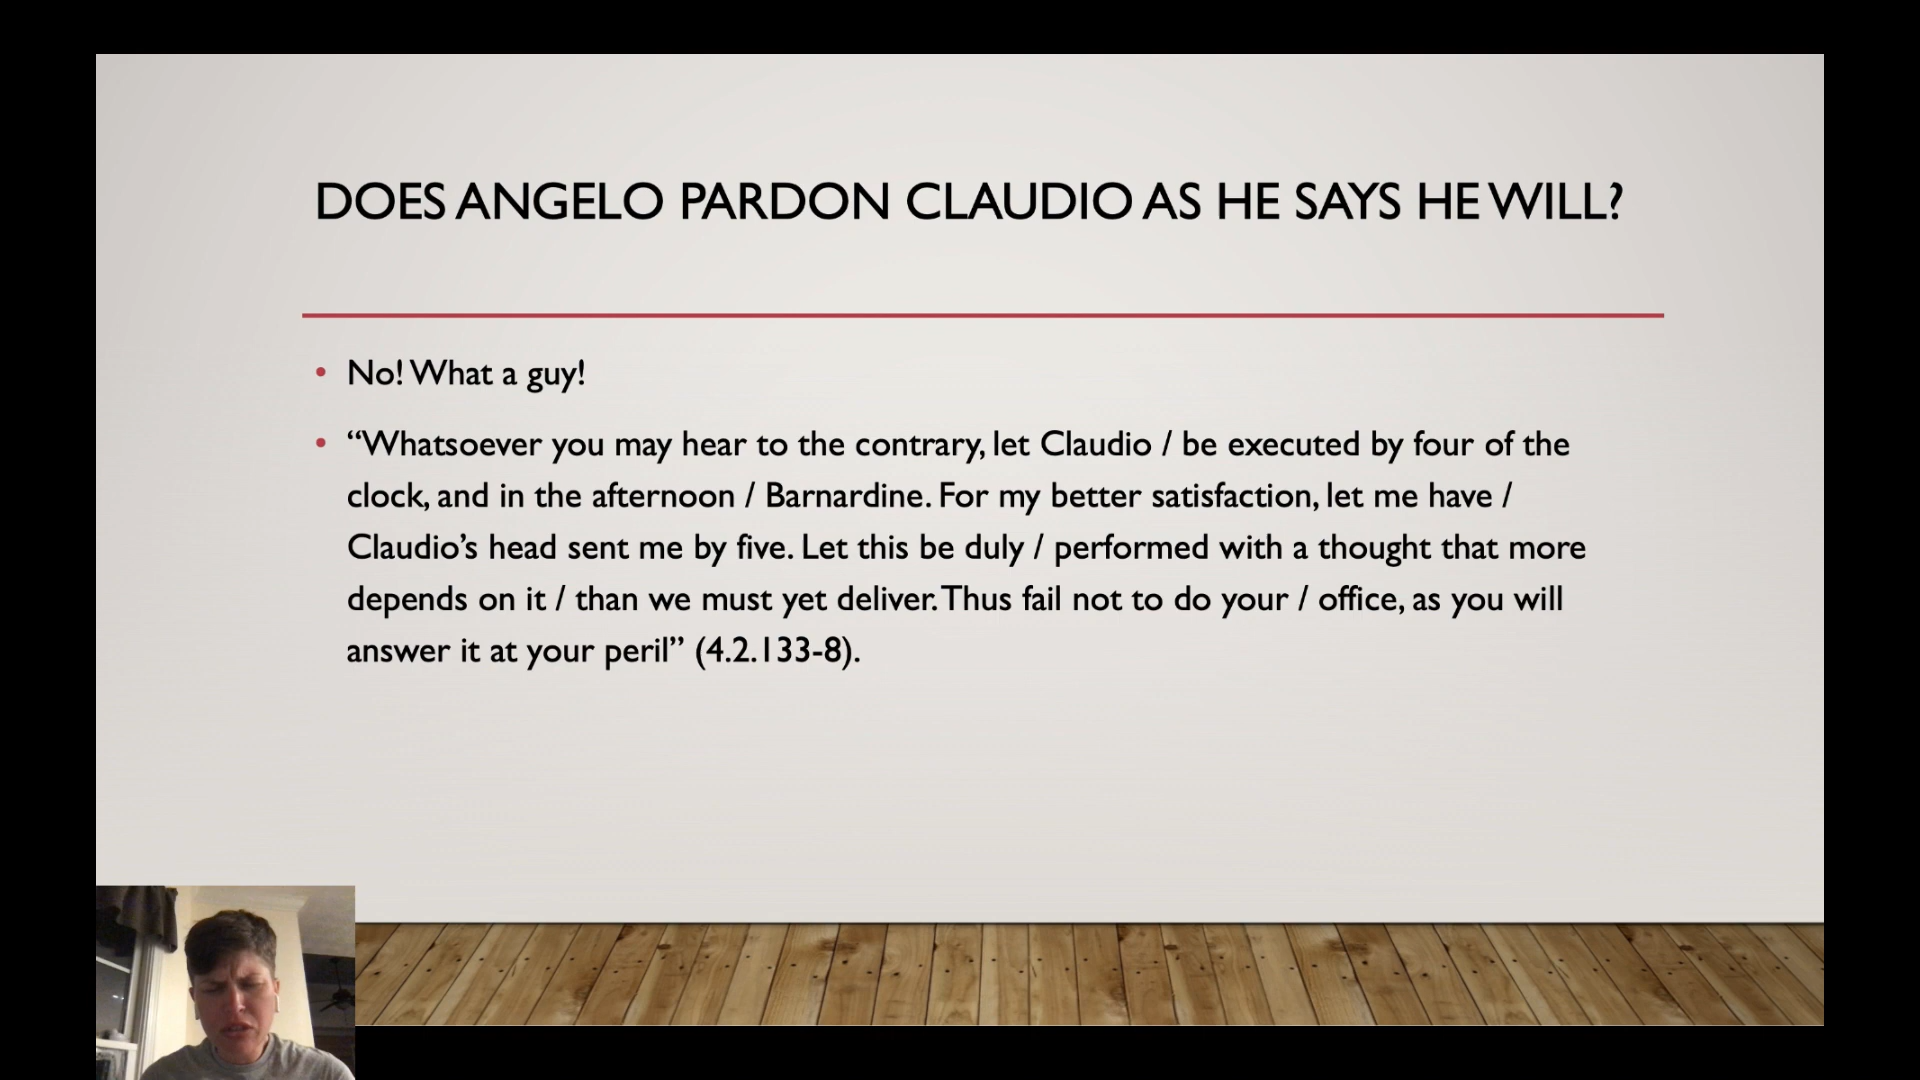 DOES ANGELO PARDON CLAUDIO AS HE SAYS HE WILL?
• No! What a guy!
• “Whatsoever you may hear to the contrary, let Claudio / be executed by four of the
clock, and in the afternoon / Barnardine. For my better satisfaction, let me have /
Claudio’s head sent me by five. Let this be duly / performed with a thought that more
depends on it / than we must yet deliver. Thus fail not to do your / office, as you will
answer it at your peril” (4.2.133-8).